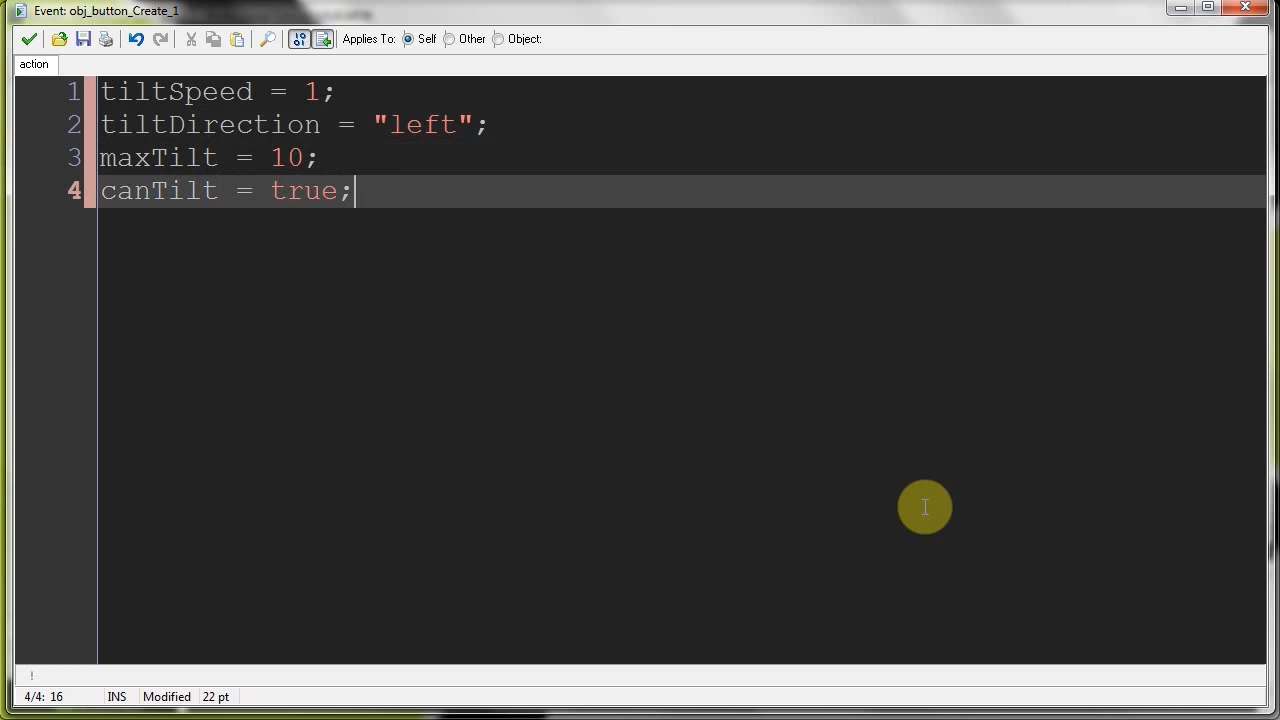 Event: obj_button_Create_1
Applies To: Self Other Object:
action
1 tiltSpeed = 1;
2 tiltDirection = "left";
3 maxTilt = 10;
4 canTilt = true;
!
4/4: 16 INS Modified 22 pt